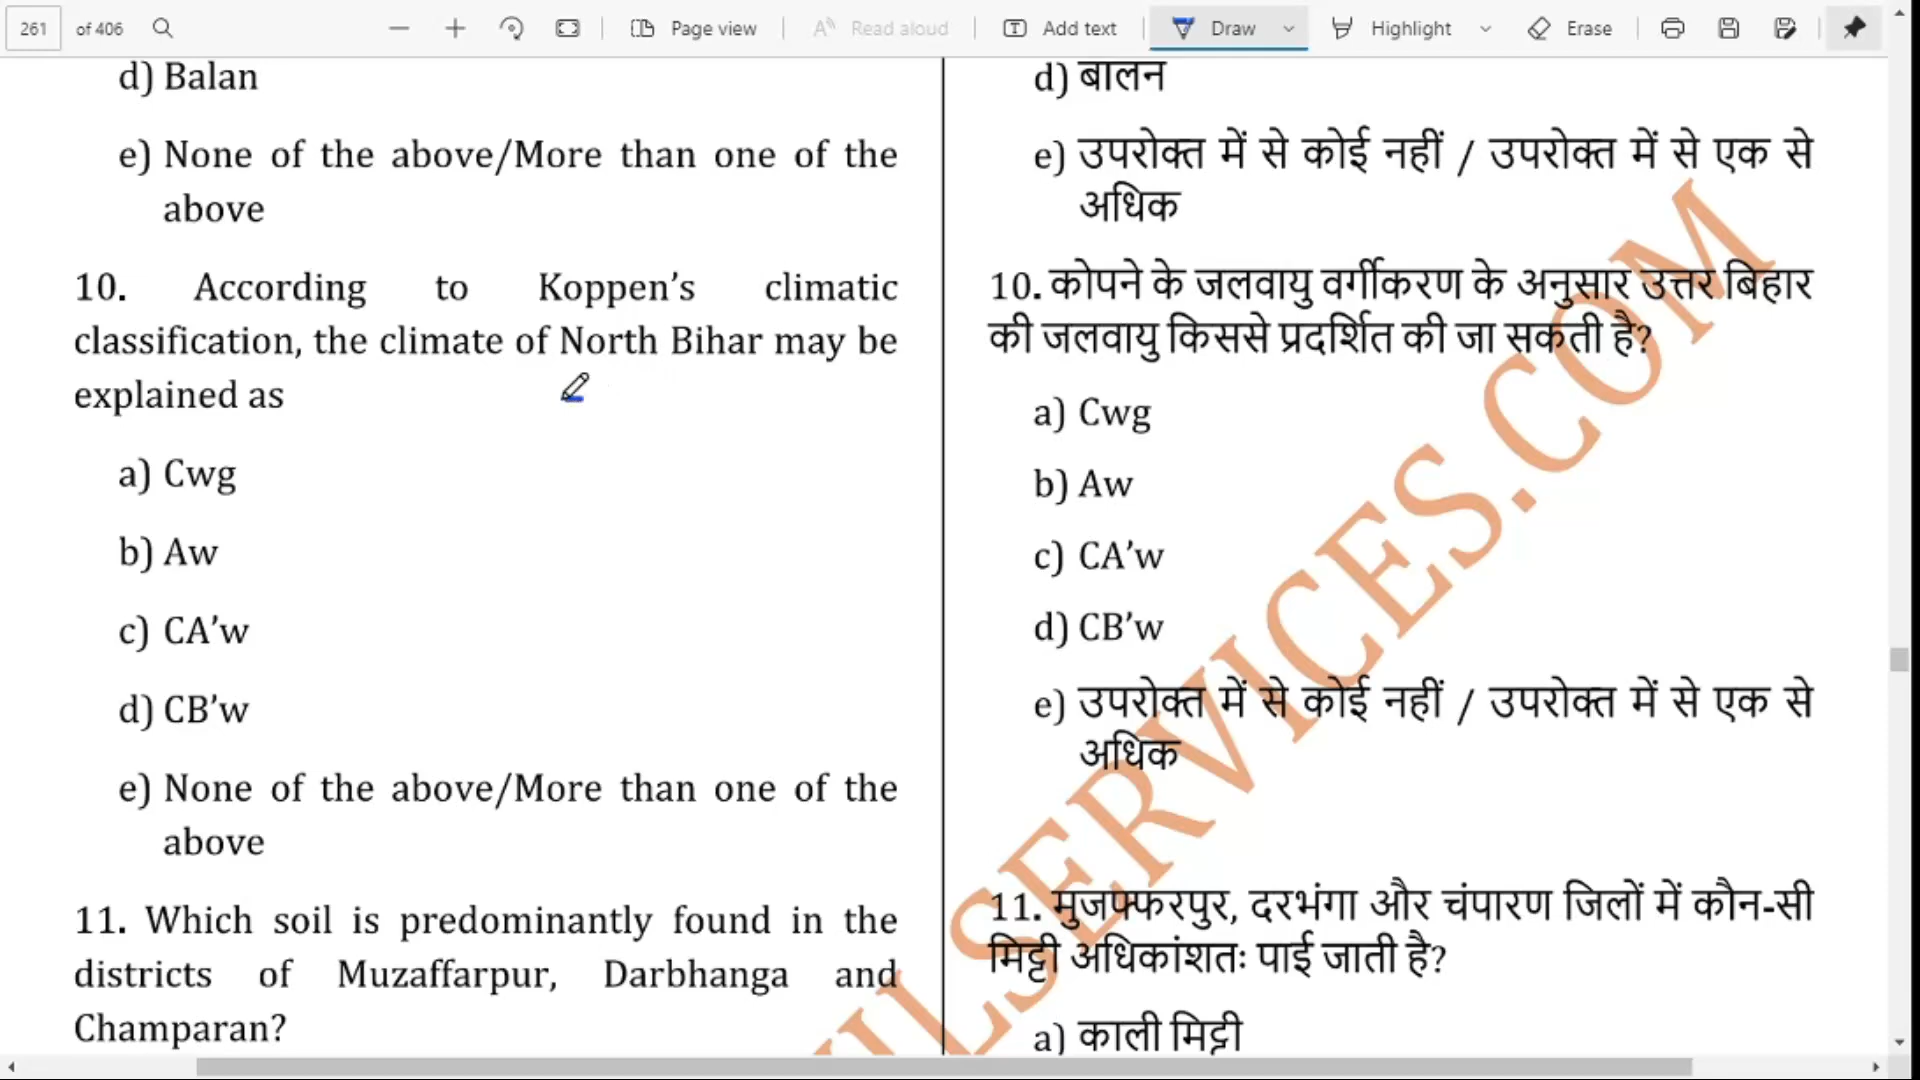 261 of 406 Page view Read aloud Add text Draw Highlight Erase
d) Balan
e) None of the above/More than one of the
above
10. According to Koppen’s climatic
classification, the climate of North Bihar may be
explained as
a) Cwg
b) Aw
c) CA’w
d) CB’w
e) None of the above/More than one of the
above
11. Which soil is predominantly found in the
districts of Muzaffarpur, Darbhanga and
Champaran?
d) बालन
e) उपरोक्त में से कोई नहीं / उपरोक्त में से एक से
अधिक
10. कोपने के जलवायु वर्गीकरण के अनुसार उत्तर बिहार
की जलवायु किससे प्रदर्शित की जा सकती है?
a) Cwg
b) Aw
c) CA’w
d) CB’w
e) उपरोक्त में से कोई नहीं / उपरोक्त में से एक से
अधिक
11. मुजफ्फरपुर, दरभंगा और चंपारण जिलों में कौन-सी
मिट्टी अधिकांशतः पाई जाती है?
a) काली मिट्टी
ILSERVICES.COM